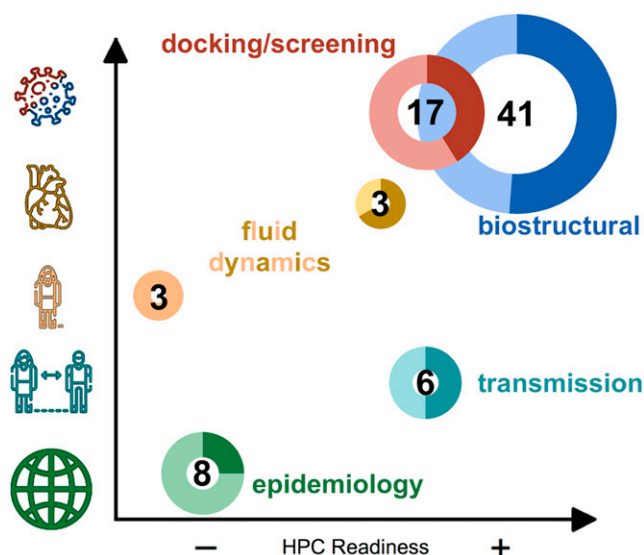 docking/screening
17
41
biostructural
3
fluid
dynamics
3
6
transmission
8
epidemiology
− HPC Readiness +